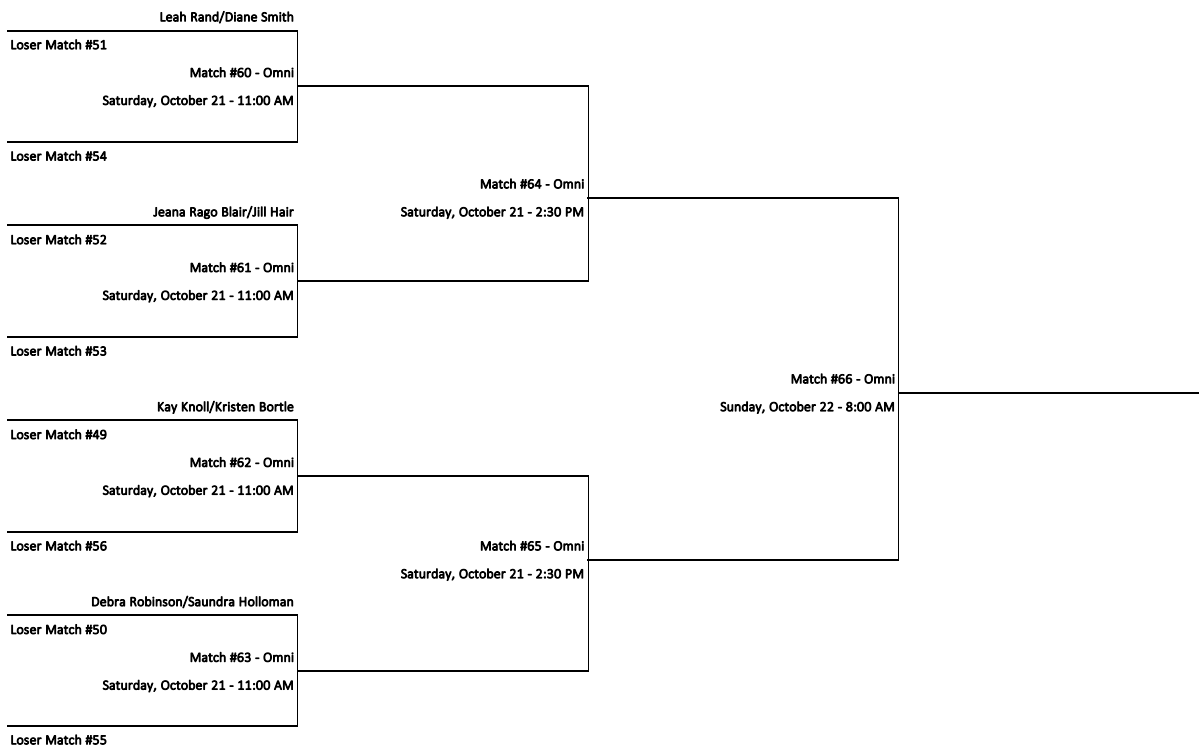 Leah Rand/Diane Smith
Loser Match #51
Match #60 - Omni
Saturday, October 21 - 11:00 AM
Loser Match #54
Match #64 - Omni
Jeana Rago Blair/Jill Hair
Saturday, October 21 - 2:30 PM
Loser Match #52
Match #61 - Omni
Saturday, October 21 - 11:00 AM
Loser Match #53
Match #66 - Omni
Kay Knoll/Kristen Bortle
Sunday, October 22 - 8:00 AM
Loser Match #49
Match #62 - Omni
Saturday, October 21 - 11:00 AM
Loser Match #56
Match #65 - Omni
Saturday, October 21 - 2:30 PM
Debra Robinson/Saundra Holloman
Loser Match #50
Match #63 - Omni
Saturday, October 21 - 11:00 AM
Loser Match #55